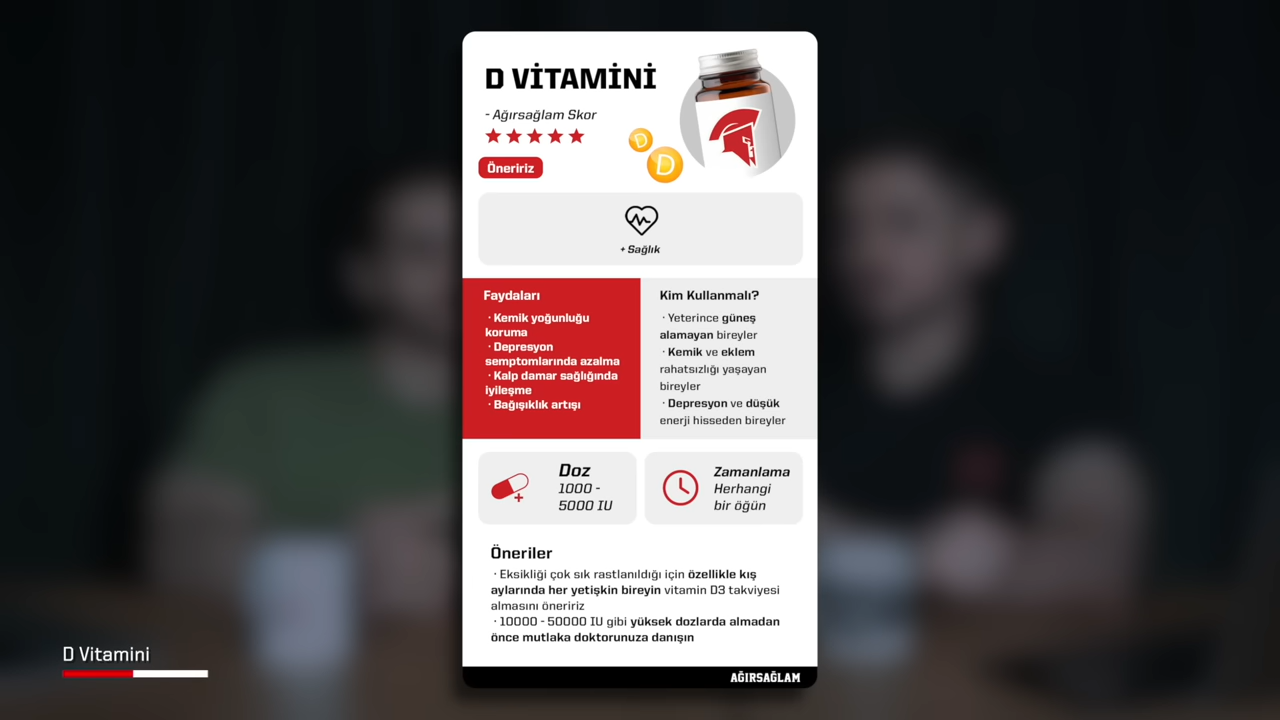 D VİTAMİNİ
- Ağırsağlam Skor
Öneririz
D
D
+ Sağlık
Faydaları
· Kemik yoğunluğu
koruma
· Depresyon
semptomlarında azalma
· Kalp damar sağlığında
iyileşme
· Bağışıklık artışı
Kim Kullanmalı?
· Yeterince güneş
alamayan bireyler
· Kemik ve eklem
rahatsızlığı yaşayan
bireyler
· Depresyon ve düşük
enerji hisseden bireyler
Doz
1000 -
5000 IU
Zamanlama
Herhangi
bir öğün
Öneriler
· Eksikliği çok sık rastlanıldığı için özellikle kış
aylarında her yetişkin bireyin vitamin D3 takviyesi
almasını öneririz
· 10000 - 50000 IU gibi yüksek dozlarda almadan
önce mutlaka doktorunuza danışın
AĞIRSAĞLAM
D Vitamini